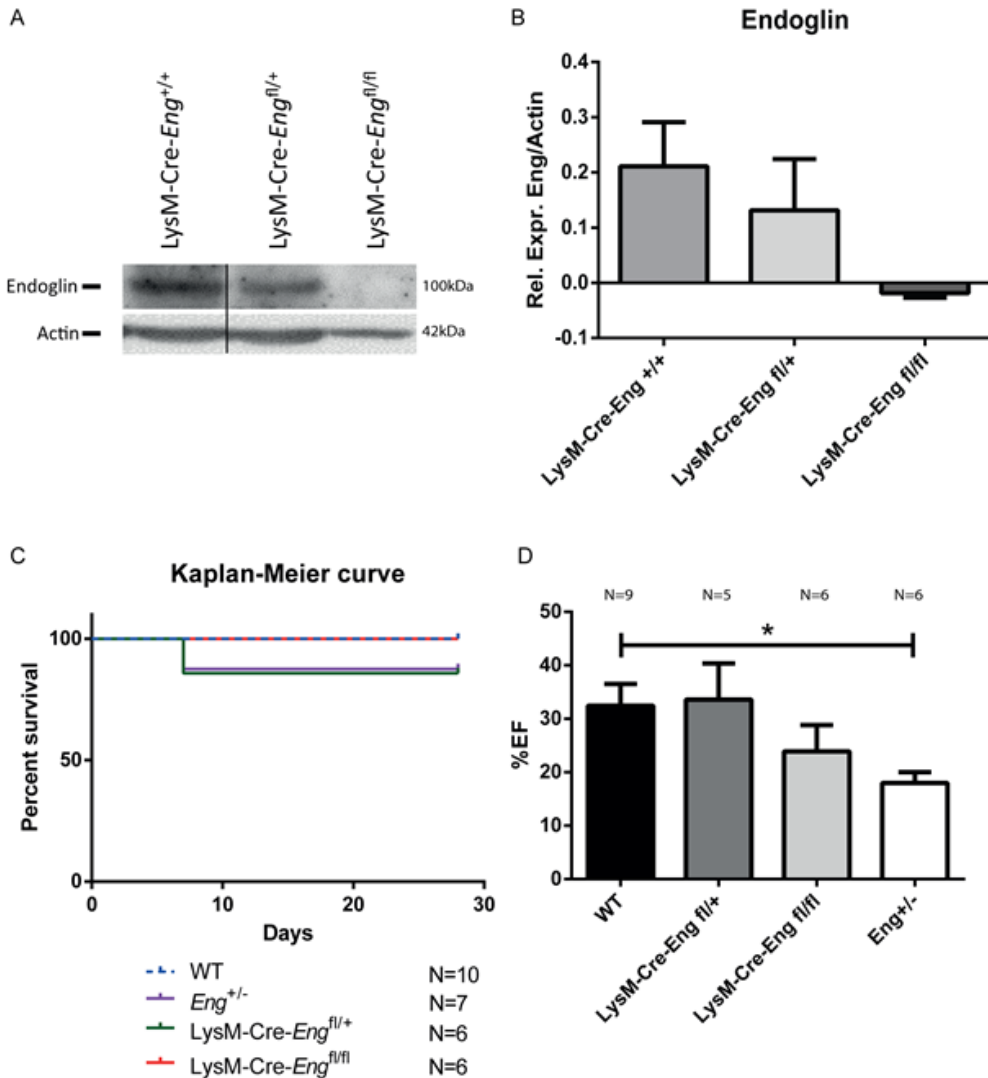 A
LysM-Cre-Eng+/+
LysM-Cre-Engfl/+
LysM-Cre-Engfl/fl
Endoglin
100kDa
Actin
42kDa
B
Endoglin
Rel. Expr. Eng/Actin
0.4
0.3
0.2
0.1
0.0
-0.1
LysM-Cre-Eng +/+
LysM-Cre-Eng fl/+
LysM-Cre-Eng fl/fl
C
Kaplan-Meier curve
Percent survival
100
50
0
0 10 20 30
Days
WT N=10
Eng+/- N=7
LysM-Cre-Engfl/+ N=6
LysM-Cre-Engfl/fl N=6
D
N=9 N=5 N=6 N=6
*
%EF
50
40
30
20
10
0
WT
LysM-Cre-Eng fl/+
LysM-Cre-Eng fl/fl
Eng+/-